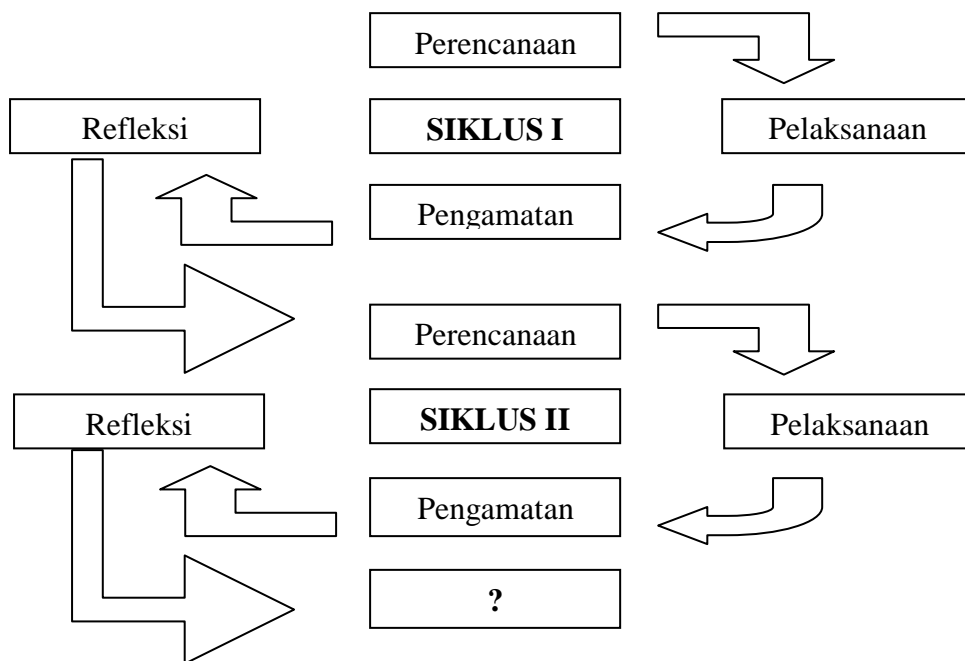 Perencanaan
Refleksi
SIKLUS I
Pelaksanaan
Pengamatan
Perencanaan
Refleksi
SIKLUS II
Pelaksanaan
Pengamatan
?